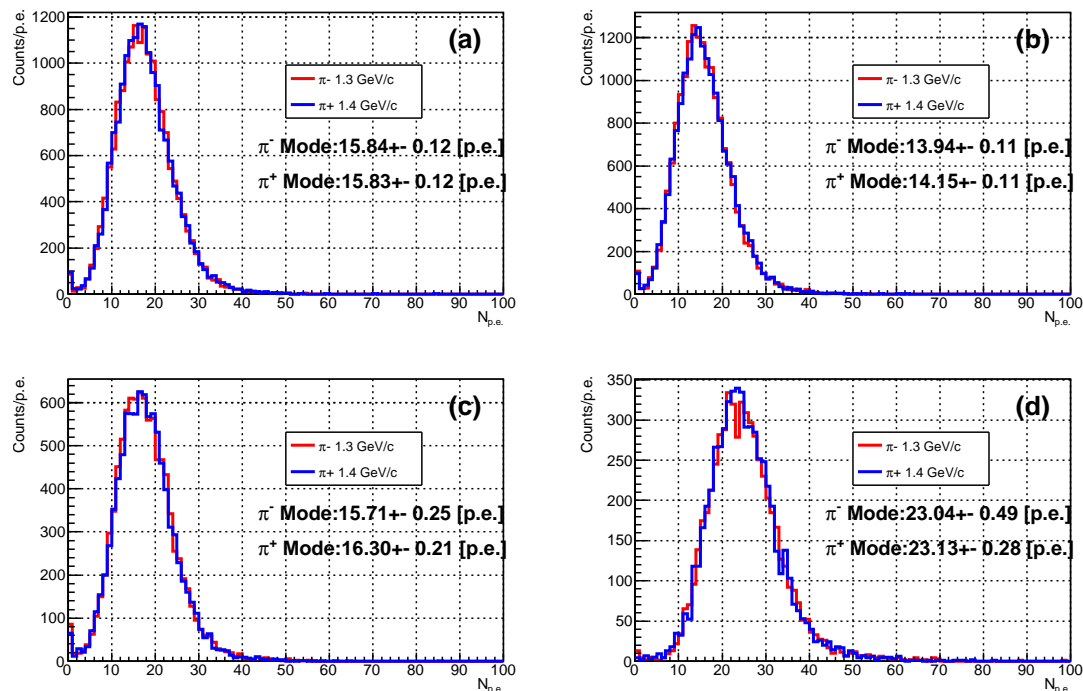 Counts/p.e.
(a)
π- 1.3 GeV/c
π+ 1.4 GeV/c
π- Mode:15.84+- 0.12 [p.e.]
π+ Mode:15.83+- 0.12 [p.e.]
1200
1000
800
600
400
200
0
0 10 20 30 40 50 60 70 80 90 100
Np.e.
Counts/p.e.
(b)
π- 1.3 GeV/c
π+ 1.4 GeV/c
π- Mode:13.94+- 0.11 [p.e.]
π+ Mode:14.15+- 0.11 [p.e.]
1200
1000
800
600
400
200
0
0 10 20 30 40 50 60 70 80 90 100
Np.e.
Counts/p.e.
(c)
π- 1.3 GeV/c
π+ 1.4 GeV/c
π- Mode:15.71+- 0.25 [p.e.]
π+ Mode:16.30+- 0.21 [p.e.]
600
500
400
300
200
100
0
0 10 20 30 40 50 60 70 80 90 100
Np.e.
Counts/p.e.
(d)
π- 1.3 GeV/c
π+ 1.4 GeV/c
π- Mode:23.04+- 0.49 [p.e.]
π+ Mode:23.13+- 0.28 [p.e.]
350
300
250
200
150
100
50
0
0 10 20 30 40 50 60 70 80 90 100
Np.e.